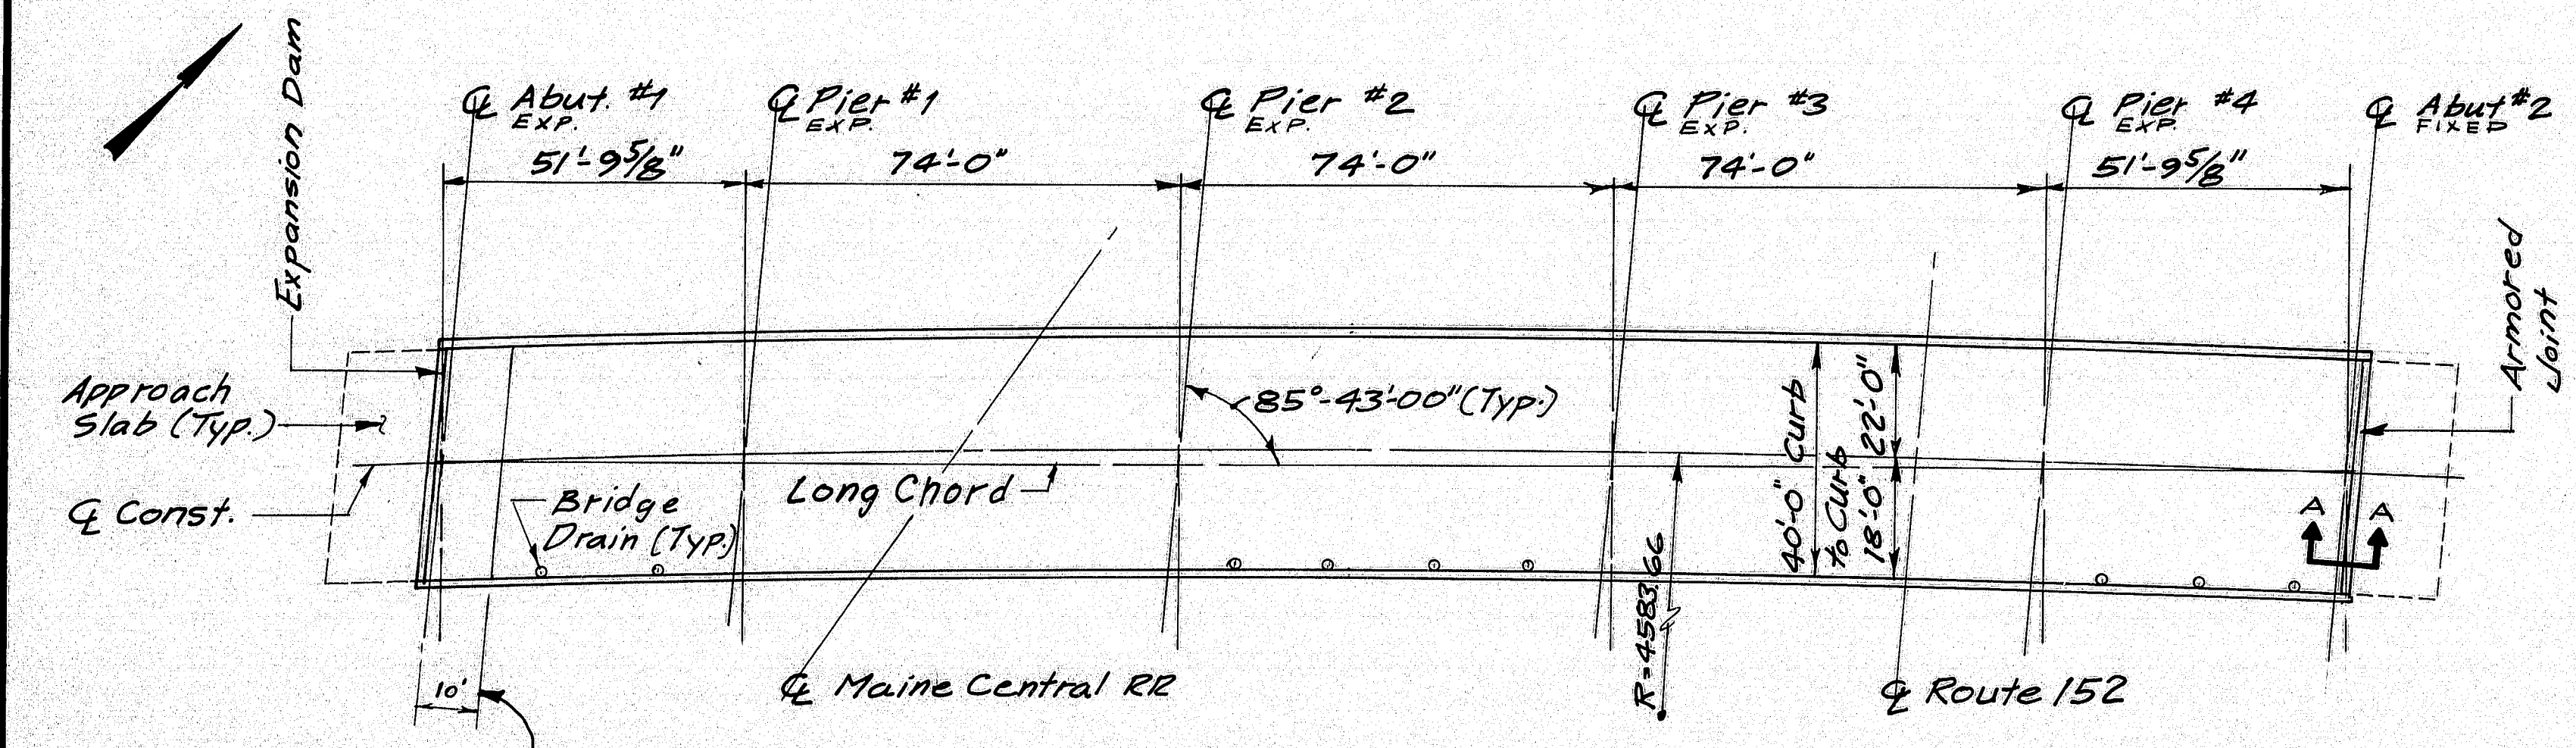 Expansion Dam
℄ Abut. #1
EXP.
℄ Pier #1
EXP.
℄ Pier #2
EXP.
℄ Pier #3
EXP.
℄ Pier #4
EXP.
℄ Abut #2
FIXED
51'-9 5/8"
74'-0"
74'-0"
74'-0"
51'-9 5/8"
Armored
Joint
Approach
Slab (Typ.)
85°-43'-00" (Typ.)
40'-0" Curb
to Curb
22'-0"
18'-0"
℄ Const.
Long Chord
Bridge
Drain (Typ.)
A A
R=4583.66
10'
℄ Maine Central RR
℄ Route 152